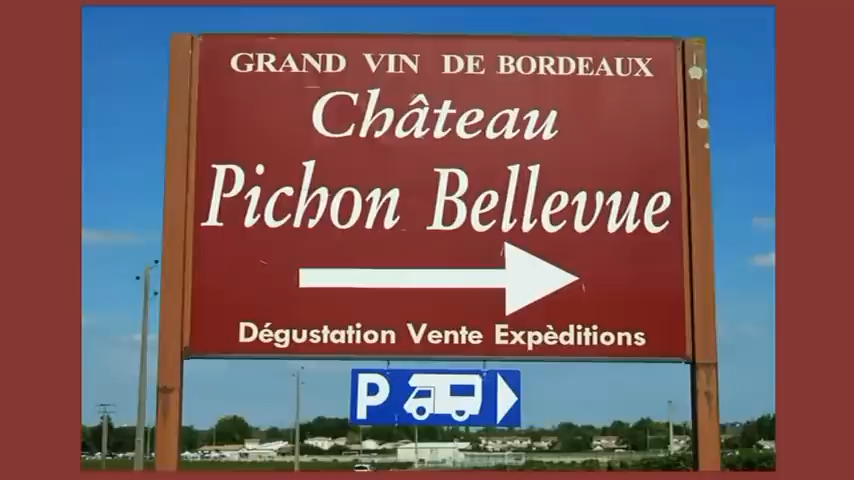 GRAND VIN DE BORDEAUX
Château
Pichon Bellevue
Dégustation Vente Expèditions
P